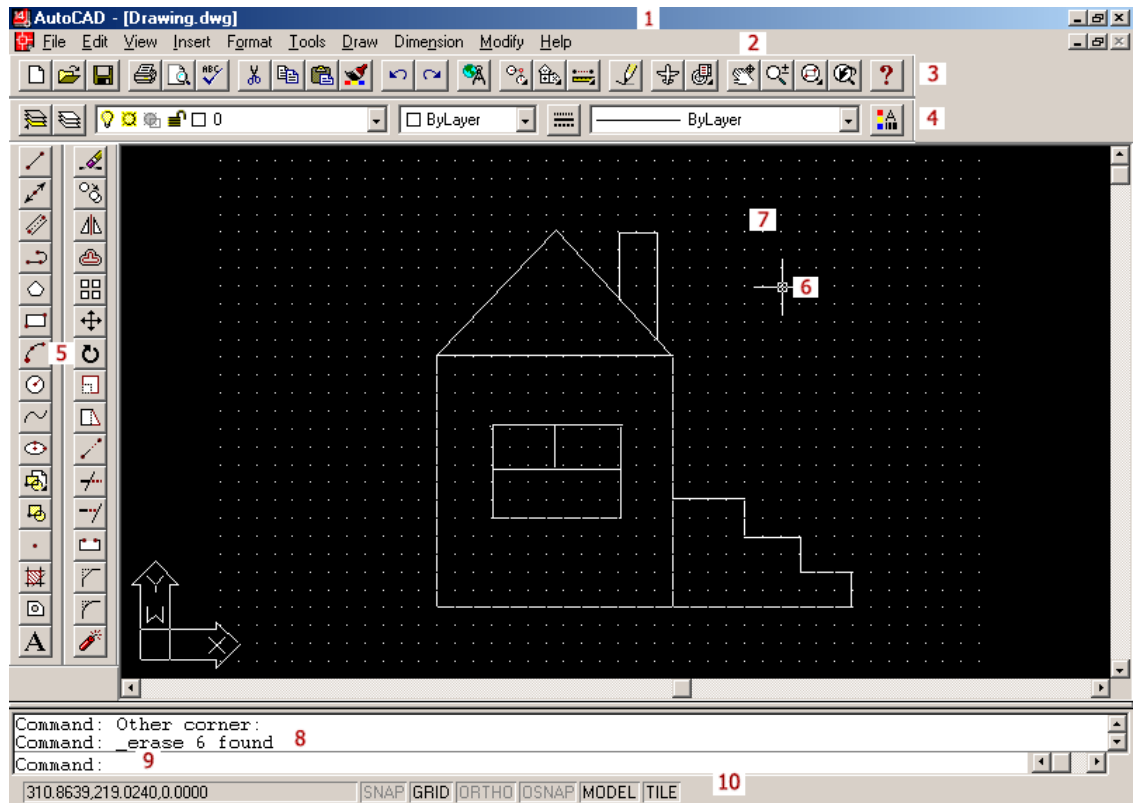 AutoCAD - [Drawing.dwg] 1
File Edit View Insert Format Tools Draw Dimension Modify Help 2
ABC ? 3
0 ByLayer ByLayer A 4
7
6
5
A
Y
W
X
Command: Other corner:
Command: _erase 6 found 8
Command: 9
310.8639,219.0240,0.0000 SNAP GRID ORTHO OSNAP MODEL TILE 10